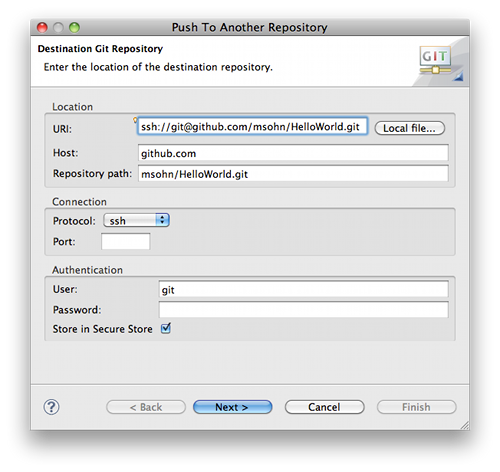 Push To Another Repository
Destination Git Repository
Enter the location of the destination repository.
GIT
Location
URI: ssh://git@github.com/msohn/HelloWorld.git Local file...
Host: github.com
Repository path: msohn/HelloWorld.git
Connection
Protocol: ssh
Port:
Authentication
User: git
Password:
Store in Secure Store
? < Back Next > Cancel Finish